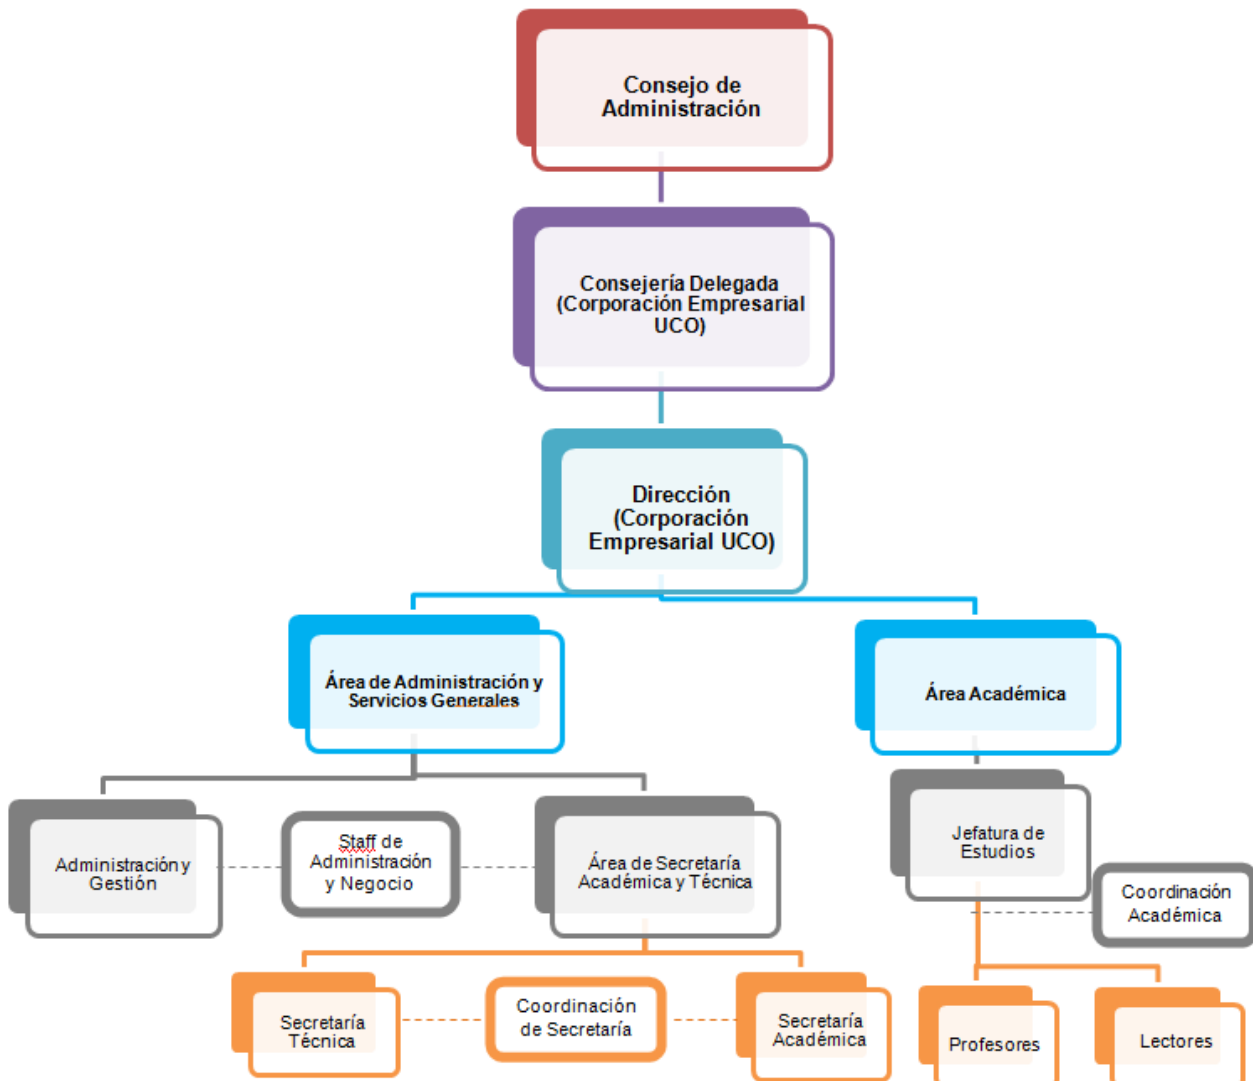 Consejo de
Administración
Consejería Delegada
(Corporación Empresarial
UCO)
Dirección
(Corporación
Empresarial UCO)
Área de Administración y
Servicios Generales
Área Académica
Administración y
Gestión
Staff de
Administración
y Negocio
Área de Secretaría
Académica y Técnica
Jefatura de
Estudios
Coordinación
Académica
Secretaría
Técnica
Coordinación
de Secretaría
Secretaría
Académica
Profesores
Lectores